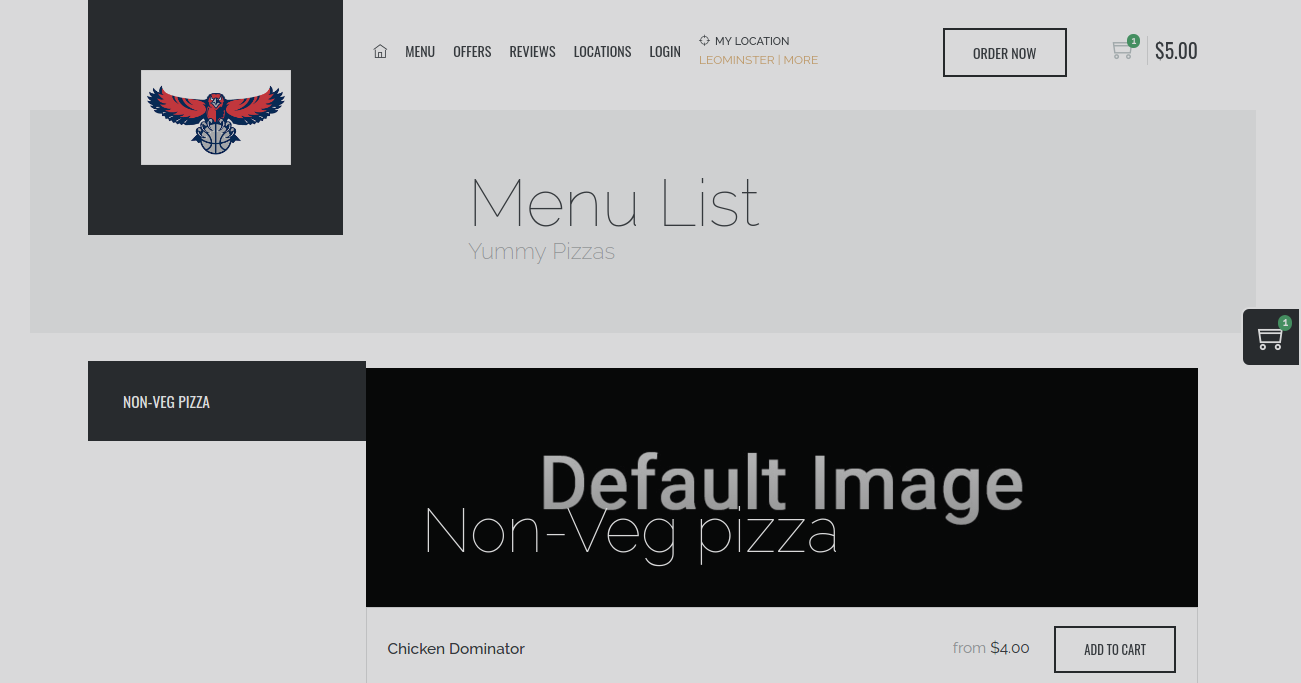 MENU OFFERS REVIEWS LOCATIONS LOGIN
MY LOCATION
LEOMINSTER | MORE
ORDER NOW
1
$5.00
Menu List
Yummy Pizzas
1
NON-VEG PIZZA
Default Image
Non-Veg pizza
Chicken Dominator
from $4.00
ADD TO CART